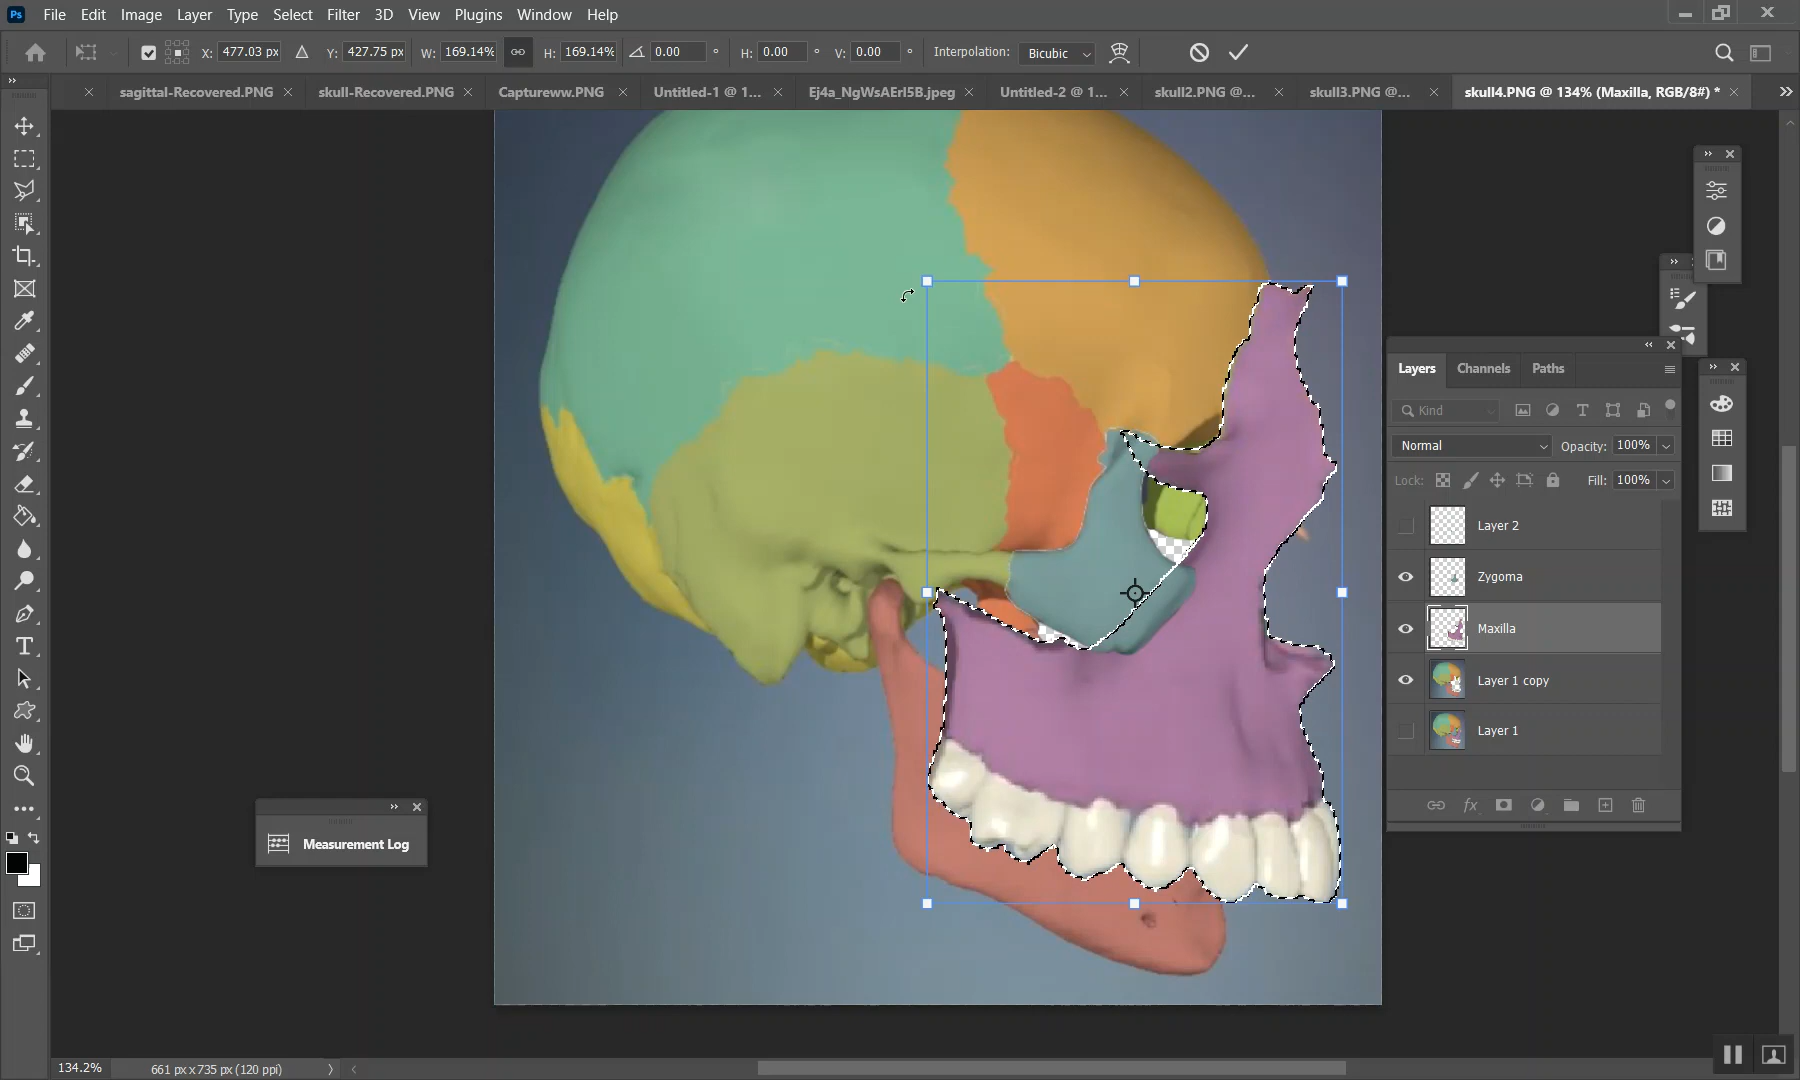 Ps File Edit Image Layer Type Select Filter 3D View Plugins Window Help
X: 477.03 px Y: 427.75 px W: 169.14% H: 169.14% 0.00 ° H: 0.00 ° V: 0.00 ° Interpolation: Bicubic
sagittal-Recovered.PNG skull-Recovered.PNG Captureww.PNG Untitled-1 @ 1... Ej4a_NgWsAErI5B.jpeg Untitled-2 @ 1... skull2.PNG @... skull3.PNG @... skull4.PNG @ 134% (Maxilla, RGB/8#) *
Layers Channels Paths
Kind
Normal Opacity: 100%
Lock: Fill: 100%
Layer 2
Zygoma
Maxilla
Layer 1 copy
Layer 1
fx
Measurement Log
134.2% 661 px x 735 px (120 ppi)